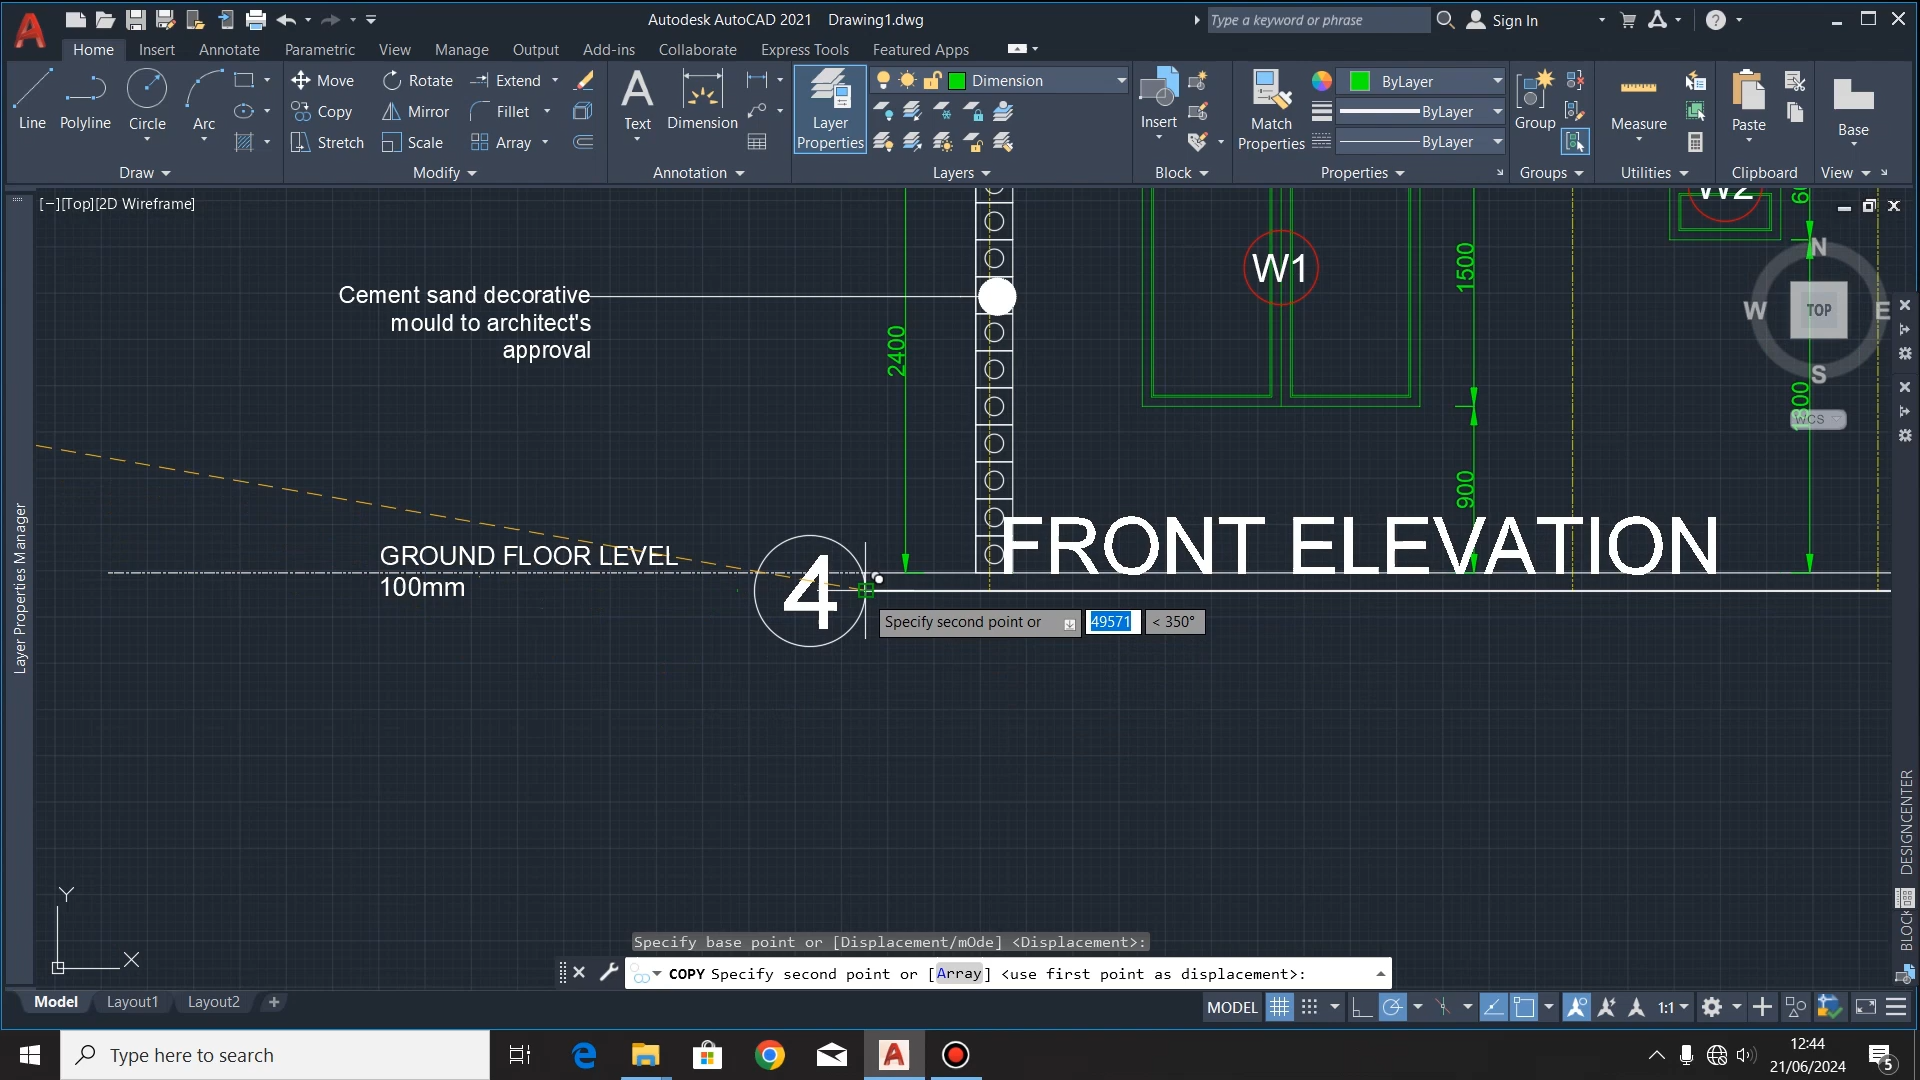 Autodesk AutoCAD 2021 Drawing1.dwg
Type a keyword or phrase
Sign In
Home Insert Annotate Parametric View Manage Output Add-ins Collaborate Express Tools Featured Apps
Line Polyline Circle Arc
Move Rotate Extend
Copy Mirror Fillet
Stretch Scale Array
Text Dimension
Layer Properties
Dimension
Insert
Match Properties
ByLayer
ByLayer
ByLayer
Group
Measure
Paste
Base
Draw Modify Annotation Layers Block Properties Groups Utilities Clipboard View
[−][Top][2D Wireframe]
W2
N
W TOP E
S
WCS
W1
1500
Cement sand decorative
mould to architect's
approval
2400
900
FRONT ELEVATION
GROUND FLOOR LEVEL
100mm
4
Specify second point or 49571 < 350°
Layer Properties Manager
DESIGNCENTER
Y
X
Specify base point or [Displacement/mOde] <Displacement>:
COPY Specify second point or [Array] <use first point as displacement>:
Model Layout1 Layout2 +
MODEL 1:1
Type here to search
12:44
21/06/2024
5